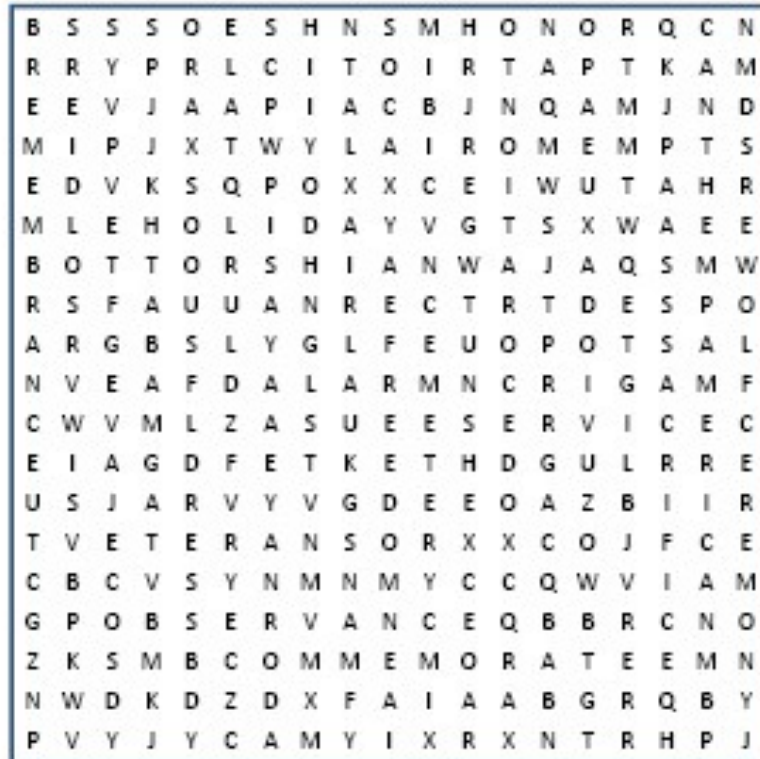 B S S S O E S H N S M H O N O R Q C N
R R Y P R L C I T O I R T A P T K A M
E E V J A A P I A C B J N Q A M J N D
M I P J X T W Y L A I R O M E M P T S
E D V K S Q P O X X C E I W U T A H R
M L E H O L I D A Y V G T S X W A E E
B O T T O R S H I A N W A J A Q S M W
R S F A U U A N R E C T R T D E S P O
A R G B S L Y G L F E U O P O T S A L
N V E A F D A L A R M N C R I G A M F
C W V M L Z A S U E E S E R V I C E C
E I A G D F E T K E T H D G U L R R E
U S J A R V Y V G D E E O A Z B I I R
T V E T E R A N S O R X X C O J F C E
C B C V S Y N M N M Y C C Q W V I A M
G P O B S E R V A N C E Q B B R C N O
Z K S M B C O M M E M O R A T E E M N
N W D K D Z D X F A I A A B G R Q B Y
P V Y J Y C A M Y I X R X N T R H P J